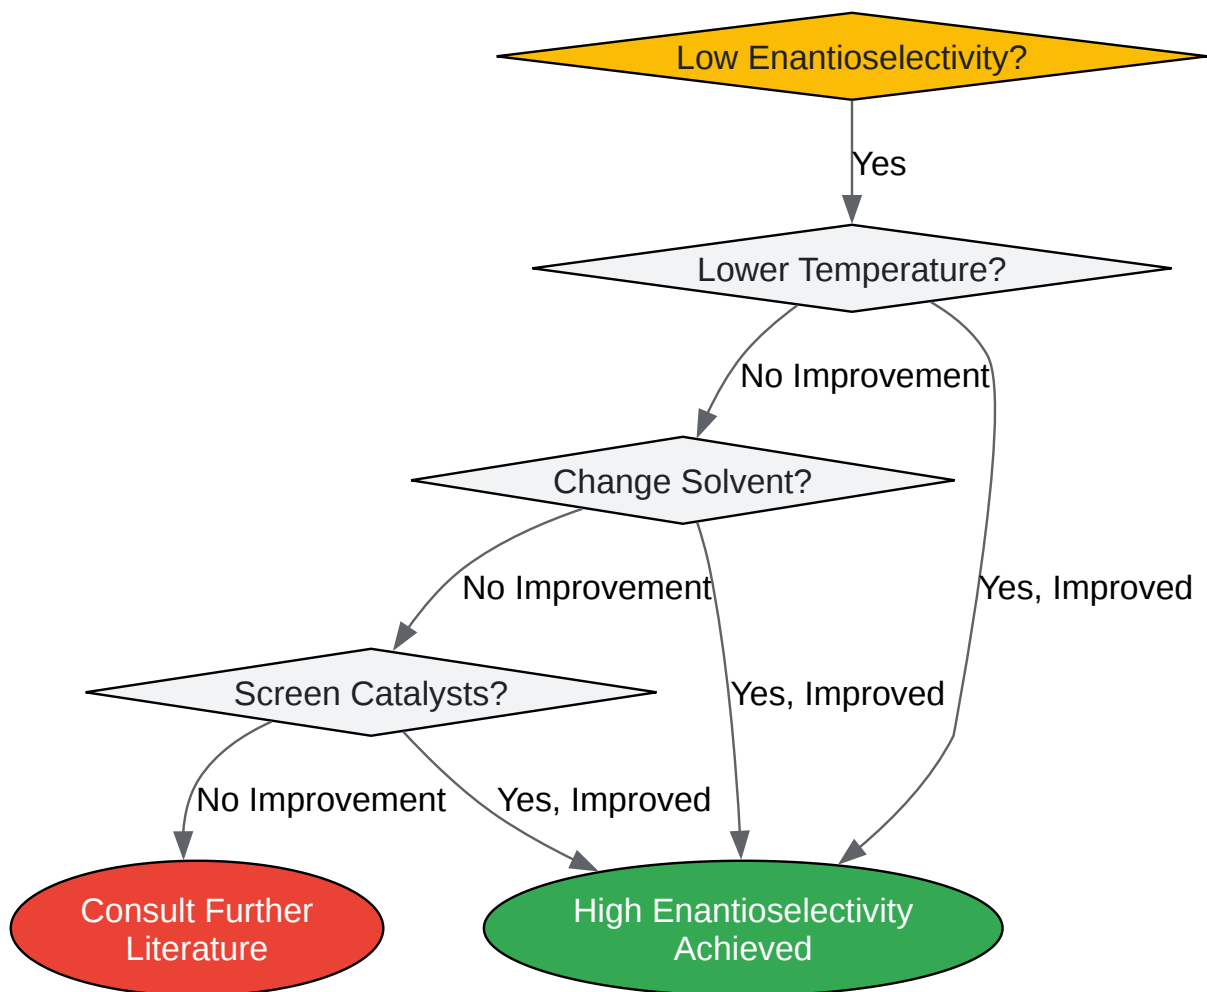 Low Enantioselectivity?
Yes
Lower Temperature?
No Improvement
Change Solvent?
No Improvement
Yes, Improved
Screen Catalysts?
Yes, Improved
No Improvement
Yes, Improved
Consult Further
Literature
High Enantioselectivity
Achieved